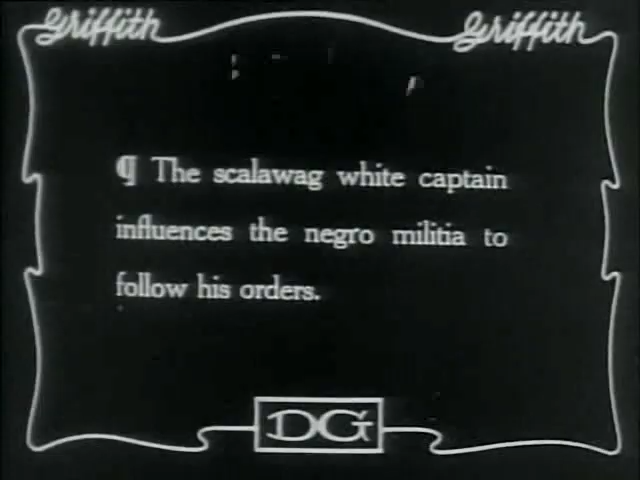 Griffith Griffith
¶ The scalawag white captain
influences the negro militia to
follow his orders.
DG